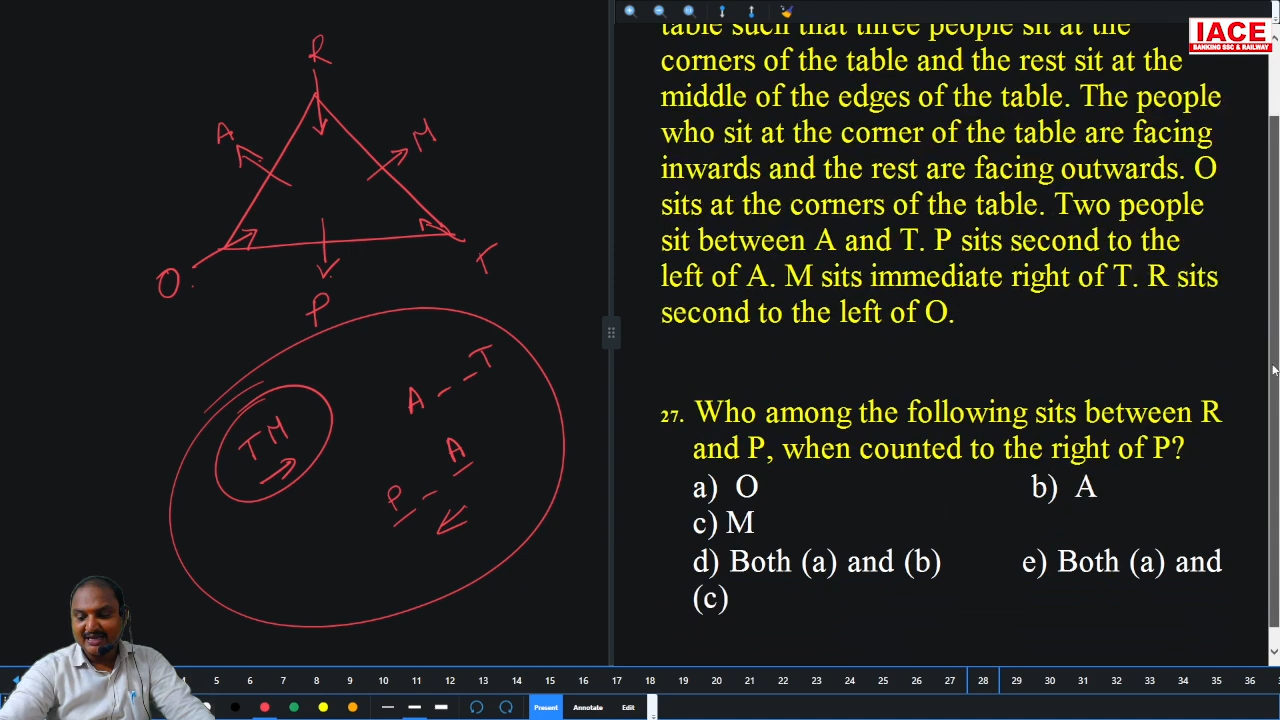 IACE
BANKING SSC & RAILWAY
table such that three people sit at the
corners of the table and the rest sit at the
middle of the edges of the table. The people
who sit at the corner of the table are facing
inwards and the rest are facing outwards. O
sits at the corners of the table. Two people
sit between A and T. P sits second to the
left of A. M sits immediate right of T. R sits
second to the left of O.
27. Who among the following sits between R
and P, when counted to the right of P?
a) O b) A
c) M
d) Both (a) and (b) e) Both (a) and
(c)
R
A
M
O
T
P
A - - T
T M
A
P -
4 5 6 7 8 9 10 11 12 13 14 15 16 17 18 19 20 21 22 23 24 25 26 27 28 29 30 31 32 33 34 35 36
Present Annotate Edit